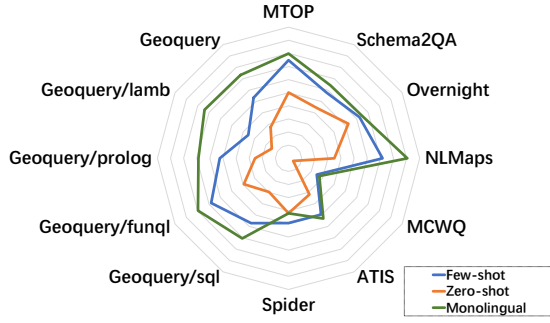 MTOP
Geoquery
Schema2QA
Geoquery/lamb
Overnight
Geoquery/prolog
NLMaps
Geoquery/funql
MCWQ
Geoquery/sql
ATIS
Spider
Few-shot
Zero-shot
Monolingual